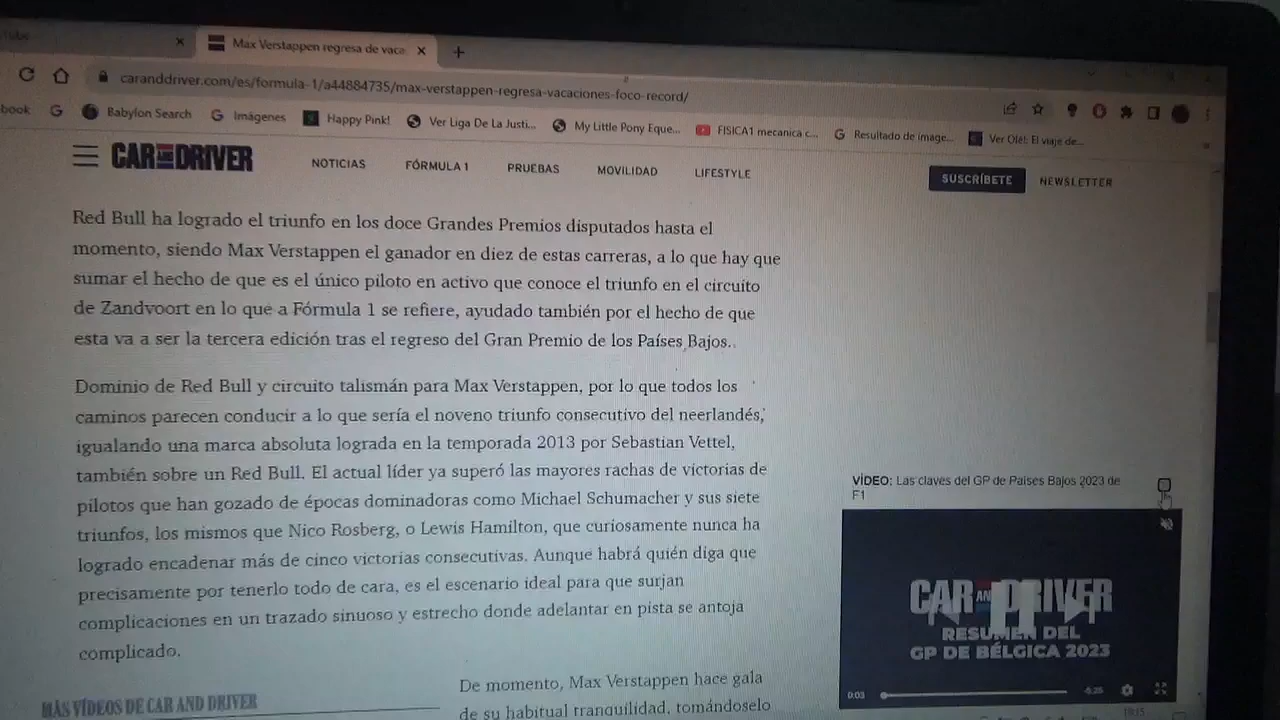 Max Verstappen regresa de vaca
caranddriver.com/es/formula-1/a44884735/max-verstappen-regresa-vacaciones-foco-record/
book
Babylon Search
Imágenes
Happy Pink!
Ver Liga De La Justi...
My Little Pony Eque...
FISICA1 mecanica c...
Resultado de image...
Ver Olé!: El viaje de...
CAR AND DRIVER
NOTICIAS
FÓRMULA 1
PRUEBAS
MOVILIDAD
LIFESTYLE
SUSCRÍBETE
NEWSLETTER
Red Bull ha logrado el triunfo en los doce Grandes Premios disputados hasta el
momento, siendo Max Verstappen el ganador en diez de estas carreras, a lo que hay que
sumar el hecho de que es el único piloto en activo que conoce el triunfo en el circuito
de Zandvoort en lo que a Fórmula 1 se refiere, ayudado también por el hecho de que
esta va a ser la tercera edición tras el regreso del Gran Premio de los Países Bajos.
Dominio de Red Bull y circuito talismán para Max Verstappen, por lo que todos los
caminos parecen conducir a lo que sería el noveno triunfo consecutivo del neerlandés,
igualando una marca absoluta lograda en la temporada 2013 por Sebastian Vettel,
también sobre un Red Bull. El actual líder ya superó las mayores rachas de victorias de
pilotos que han gozado de épocas dominadoras como Michael Schumacher y sus siete
triunfos, los mismos que Nico Rosberg, o Lewis Hamilton, que curiosamente nunca ha
logrado encadenar más de cinco victorias consecutivas. Aunque habrá quién diga que
precisamente por tenerlo todo de cara, es el escenario ideal para que surjan
complicaciones en un trazado sinuoso y estrecho donde adelantar en pista se antoja
complicado.
VÍDEO: Las claves del GP de Países Bajos 2023 de
F1
CAR AND DRIVER
RESUMEN DEL
GP DE BÉLGICA 2023
0:03
-6:25
MÁS VÍDEOS DE CAR AND DRIVER
De momento, Max Verstappen hace gala
de su habitual tranquilidad, tomándoselo
18:15